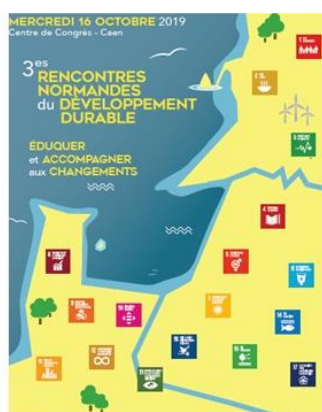 MERCREDI 16 OCTOBRE 2019
Centre de Congrès - Caen
3es
RENCONTRES
NORMANDES
du DÉVELOPPEMENT
DURABLE
ÉDUQUER
et ACCOMPAGNER
aux CHANGEMENTS